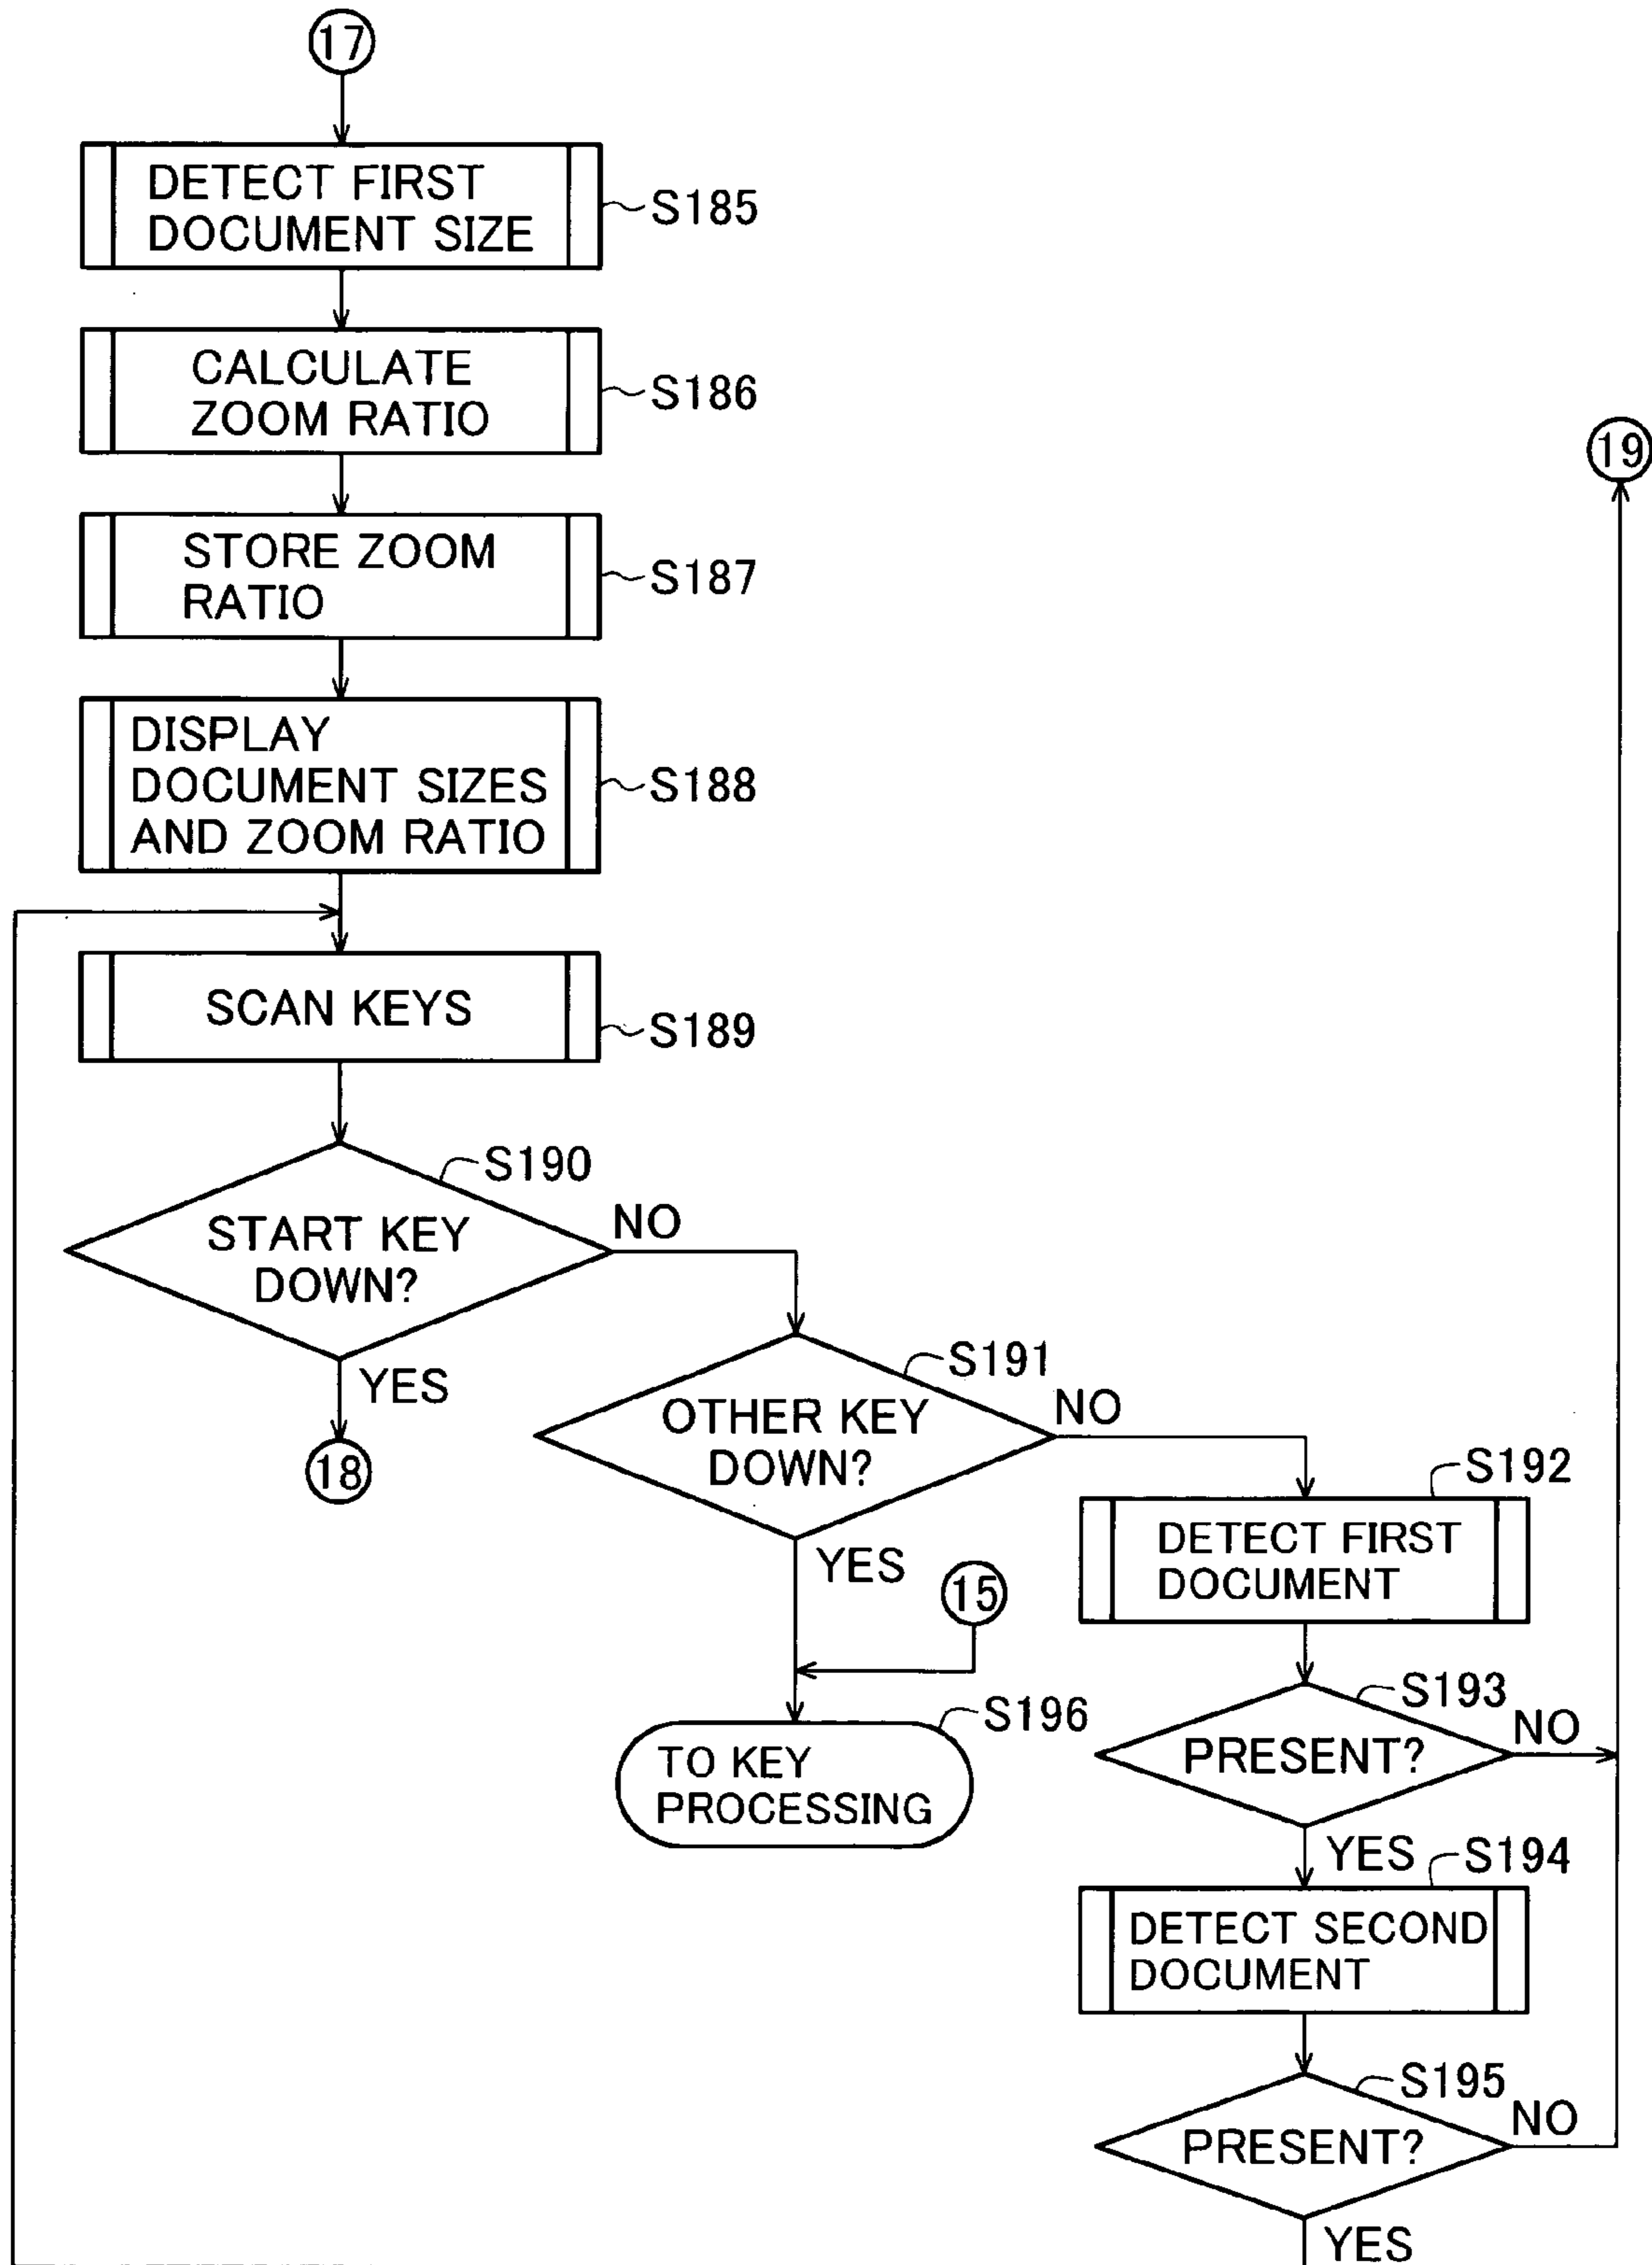 17
DETECT FIRST
DOCUMENT SIZE
S185
CALCULATE
ZOOM RATIO
S186
19
STORE ZOOM
RATIO
S187
DISPLAY
DOCUMENT SIZES
AND ZOOM RATIO
S188
SCAN KEYS
S189
S190
START KEY
DOWN?
NO
YES
18
S191
OTHER KEY
DOWN?
NO
YES
15
S192
DETECT FIRST
DOCUMENT
S193
PRESENT?
NO
YES
S196
TO KEY
PROCESSING
S194
DETECT SECOND
DOCUMENT
S195
PRESENT?
NO
YES